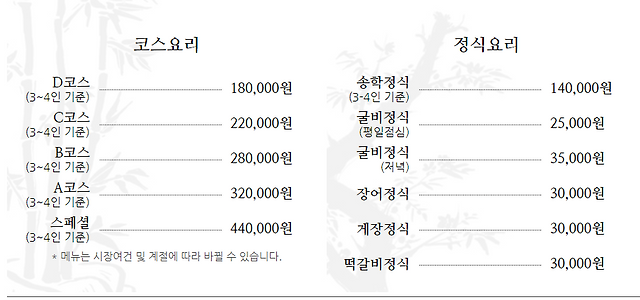 코스요리
D코스
(3~4인 기준)
180,000원
C코스
(3~4인 기준)
220,000원
B코스
(3~4인 기준)
280,000원
A코스
(3~4인 기준)
320,000원
스페셜
(3~4인 기준)
440,000원
* 메뉴는 시장여건 및 계절에 따라 바뀔 수 있습니다.
정식요리
송학정식
(3-4인 기준)
140,000원
굴비정식
(평일점심)
25,000원
굴비정식
(저녁)
35,000원
장어정식
30,000원
게장정식
30,000원
떡갈비정식
30,000원